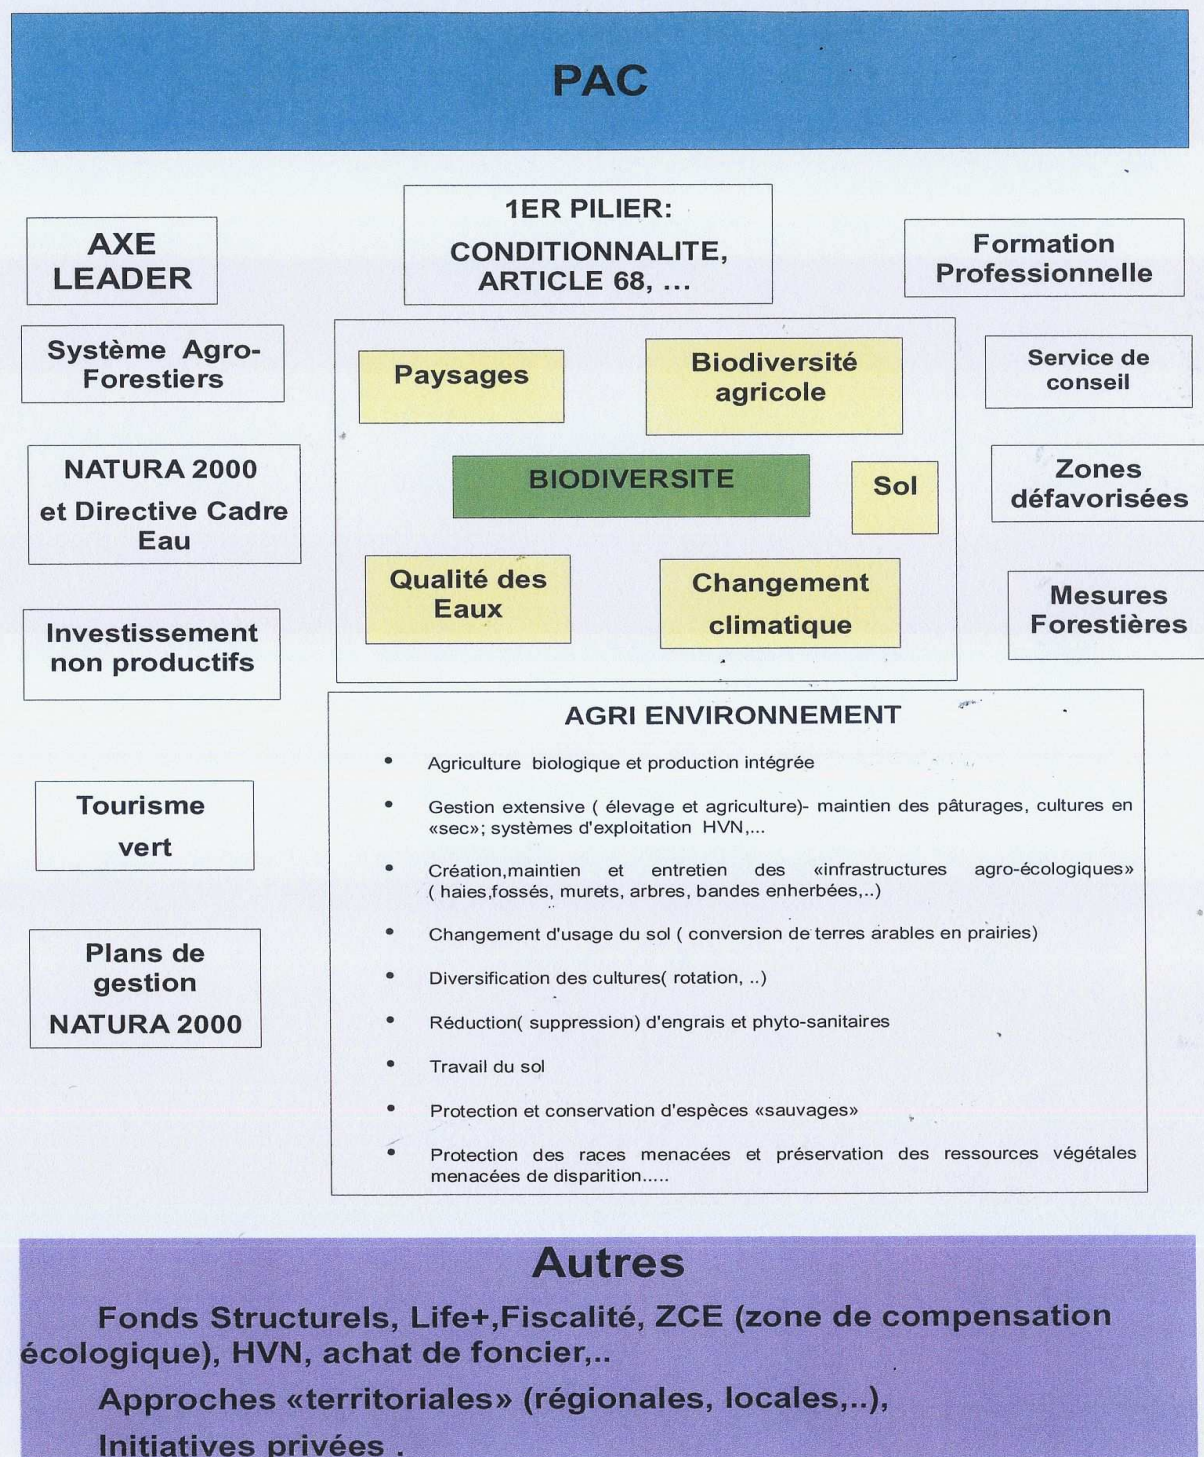 PAC
1ER PILIER:
CONDITIONNALITE,
ARTICLE 68, ...
AXE
LEADER
Formation
Professionnelle
Système Agro-
Forestiers
Paysages
Biodiversité
agricole
Service de
conseil
NATURA 2000
et Directive Cadre
Eau
BIODIVERSITE
Sol
Zones
défavorisées
Qualité des
Eaux
Changement
climatique
Mesures
Forestières
Investissement
non productifs
AGRI ENVIRONNEMENT
• Agriculture biologique et production intégrée
• Gestion extensive ( élevage et agriculture)- maintien des pâturages, cultures en
«sec»; systèmes d'exploitation HVN,...
• Création,maintien et entretien des «infrastructures agro-écologiques»
( haies,fossés, murets, arbres, bandes enherbées,..)
• Changement d'usage du sol ( conversion de terres arables en prairies)
• Diversification des cultures( rotation, ..)
• Réduction( suppression) d'engrais et phyto-sanitaires
• Travail du sol
• Protection et conservation d'espèces «sauvages»
• Protection des races menacées et préservation des ressources végétales
menacées de disparition.....
Tourisme
vert
Plans de
gestion
NATURA 2000
Autres
Fonds Structurels, Life+,Fiscalité, ZCE (zone de compensation
écologique), HVN, achat de foncier,..
Approches «territoriales» (régionales, locales,..),
Initiatives privées .